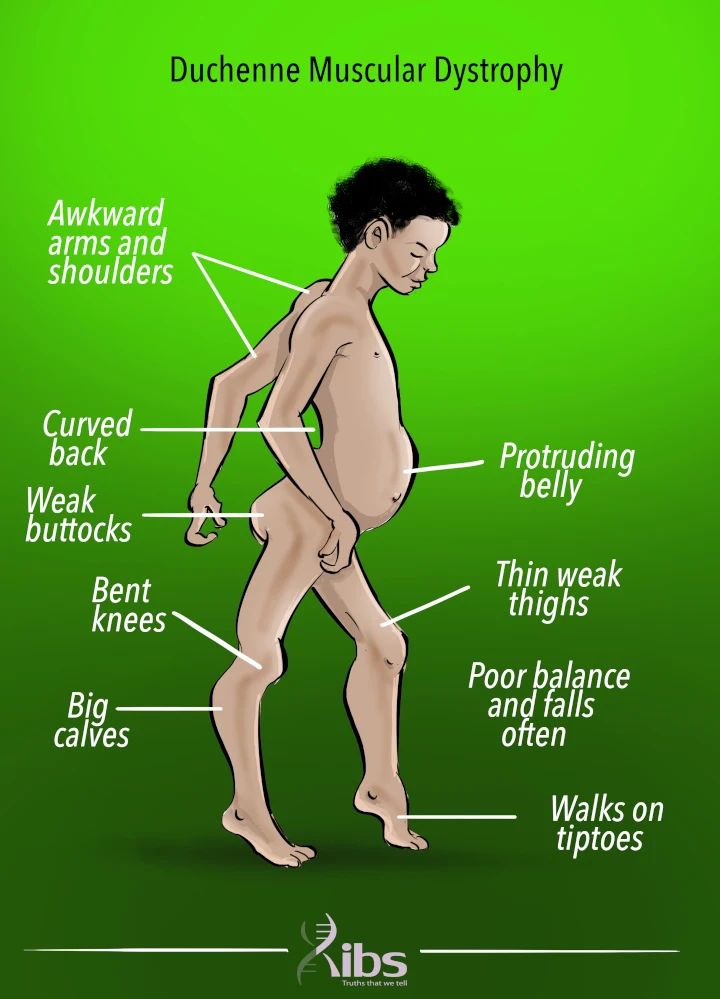 Duchenne Muscular Dystrophy
Awkward
arms and
shoulders
Curved
back
Weak
buttocks
Bent
knees
Big
calves
Protruding
belly
Thin weak
thighs
Poor balance
and falls
often
Walks on
tiptoes
Xibs
Truths that we tell